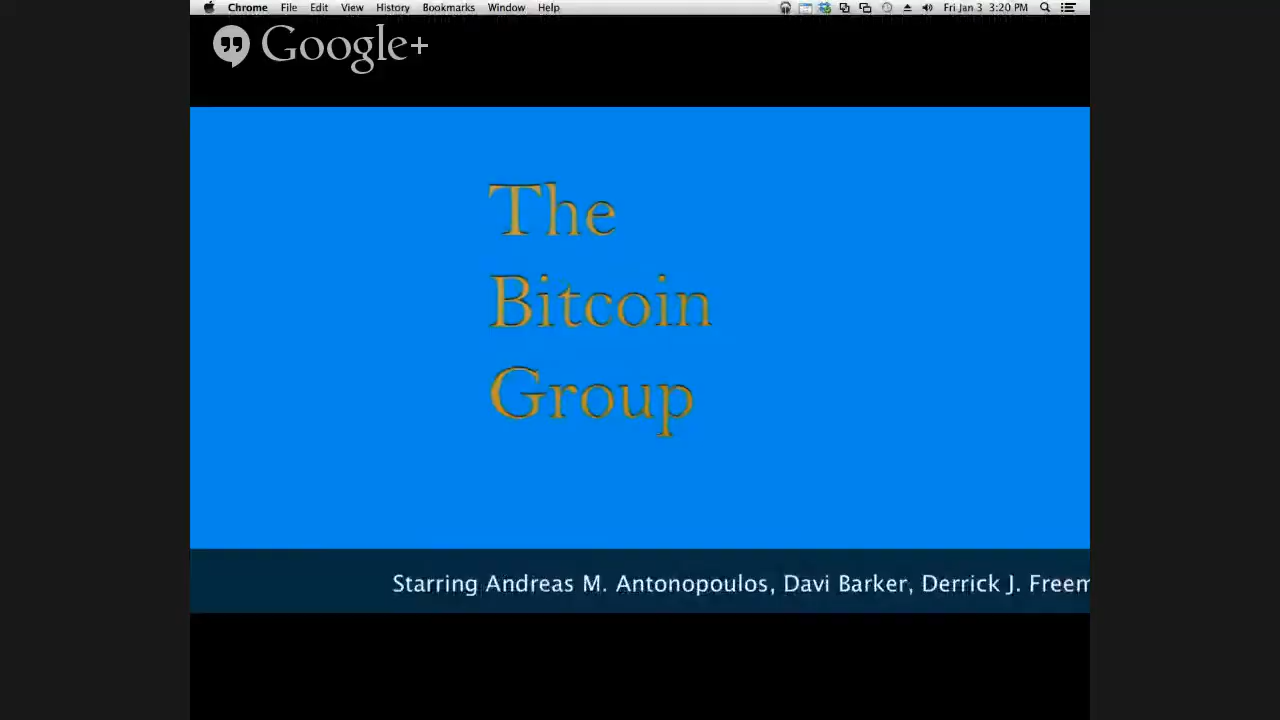 Chrome File Edit View History Bookmarks Window Help Fri Jan 3 3:20 PM
Google+
The
Bitcoin
Group
Starring Andreas M. Antonopoulos, Davi Barker, Derrick J. Freem